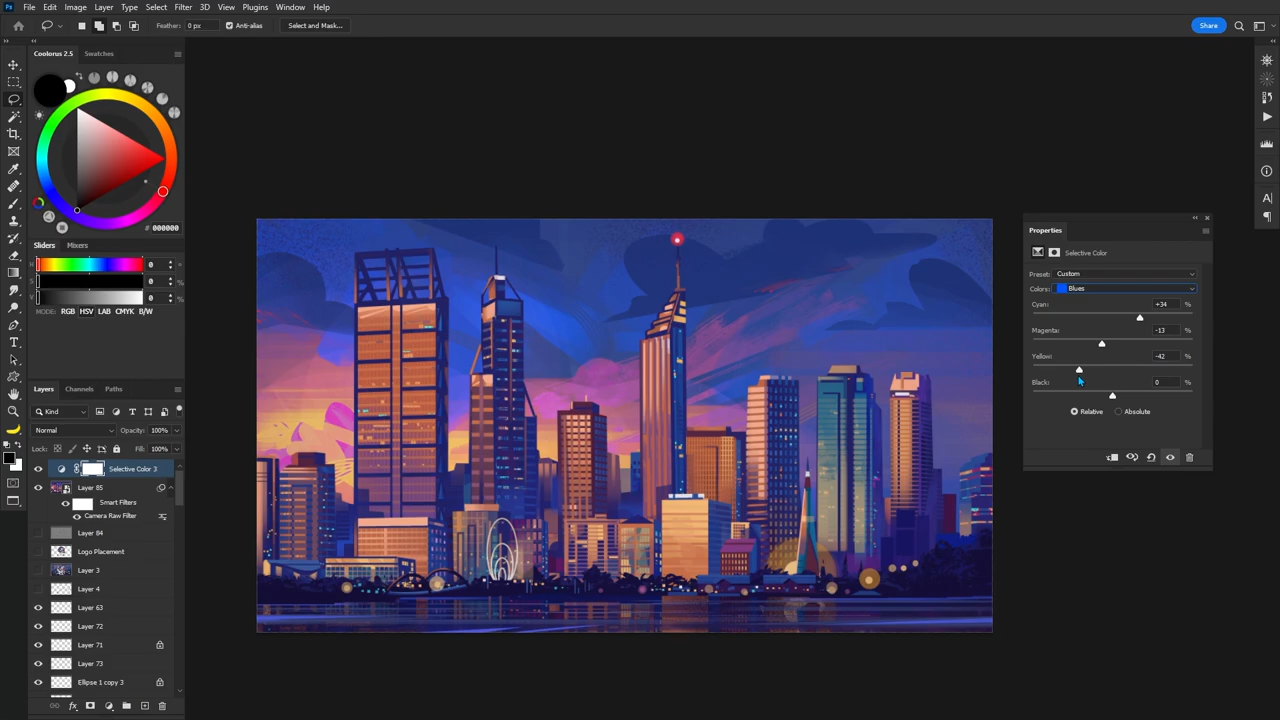 Ps File Edit Image Layer Type Select Filter 3D View Plugins Window Help
Feather: 0 px Anti-alias Select and Mask... Share
Coolorus 2.5 Swatches
# 000000
Sliders Mixers
H 0 °
S 0 %
V 0 %
MODE: RGB HSV LAB CMYK B/W
Layers Channels Paths
Kind
Normal Opacity: 100%
Lock: Fill: 100%
Selective Color 3
Layer 85
Smart Filters
Camera Raw Filter
Layer 84
Logo Placement
Layer 3
Layer 4
Layer 63
Layer 72
Layer 71
Layer 73
Ellipse 1 copy 3
Properties
Selective Color
Preset: Custom
Colors: Blues
Cyan: +34 %
Magenta: -13 %
Yellow: -42 %
Black: 0 %
Relative Absolute